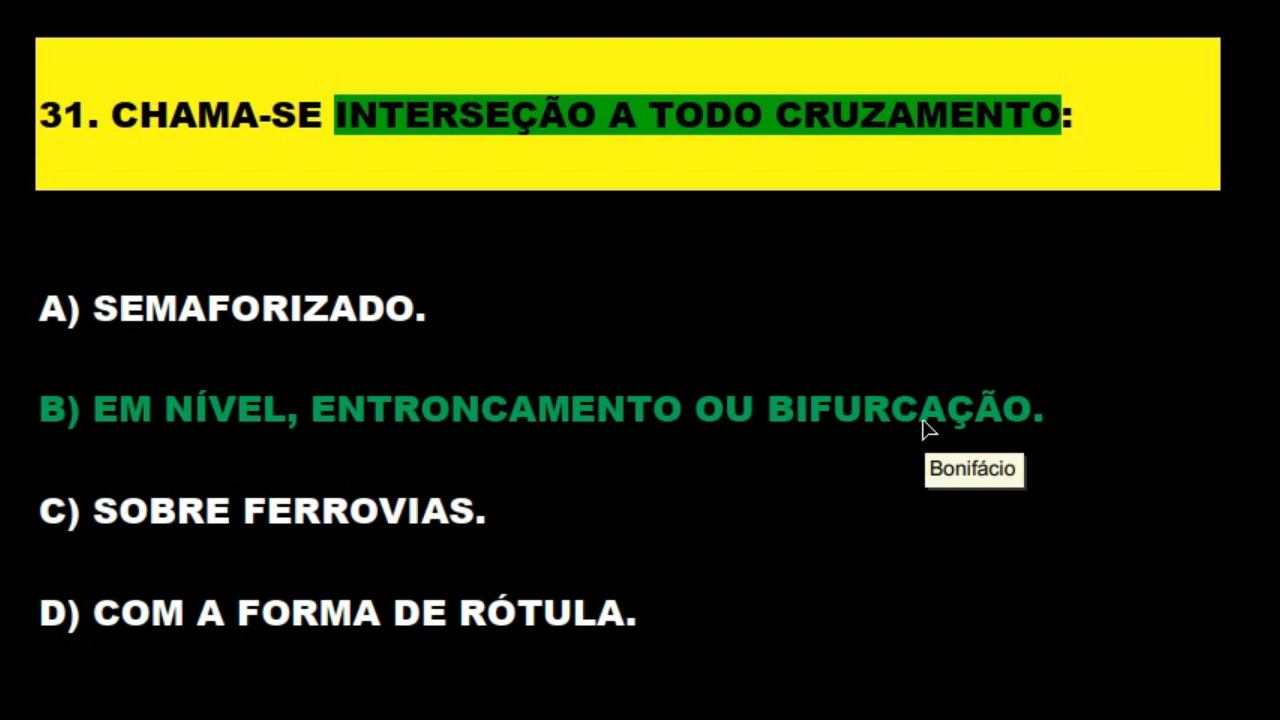 31. CHAMA-SE INTERSEÇÃO A TODO CRUZAMENTO:
A) SEMAFORIZADO.
B) EM NÍVEL, ENTRONCAMENTO OU BIFURCAÇÃO.
Bonifácio
C) SOBRE FERROVIAS.
D) COM A FORMA DE RÓTULA.